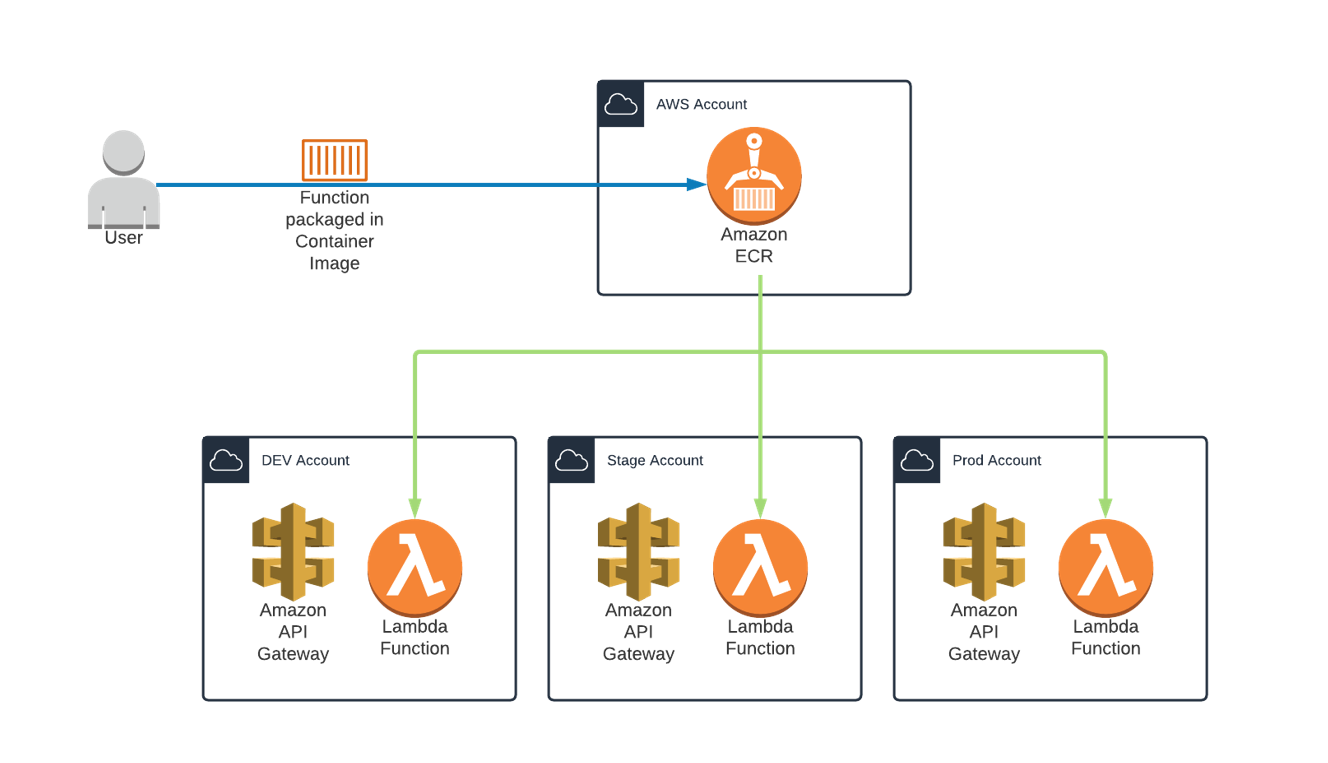 AWS Account
Function
packaged in
Container
Image
User
Amazon
ECR
DEV Account
Stage Account
Prod Account
Amazon
API
Gateway
Lambda
Function
Amazon
API
Gateway
Lambda
Function
Amazon
API
Gateway
Lambda
Function